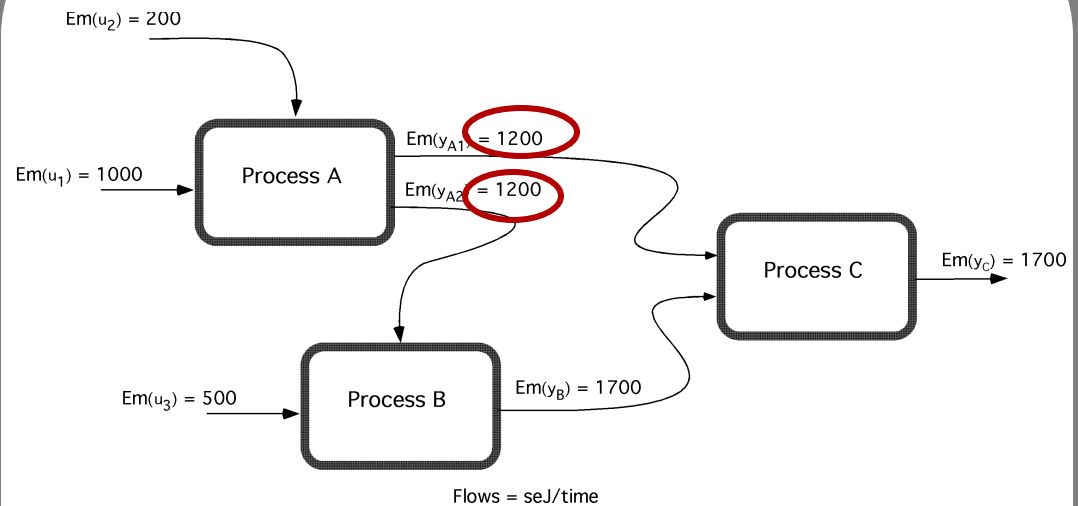 Em(u2) = 200
Em(yA1) = 1200
Em(u1) = 1000
Process A
Em(yA2) = 1200
Em(yC) = 1700
Process C
Em(u3) = 500
Process B
Em(yB) = 1700
Flows = seJ/time